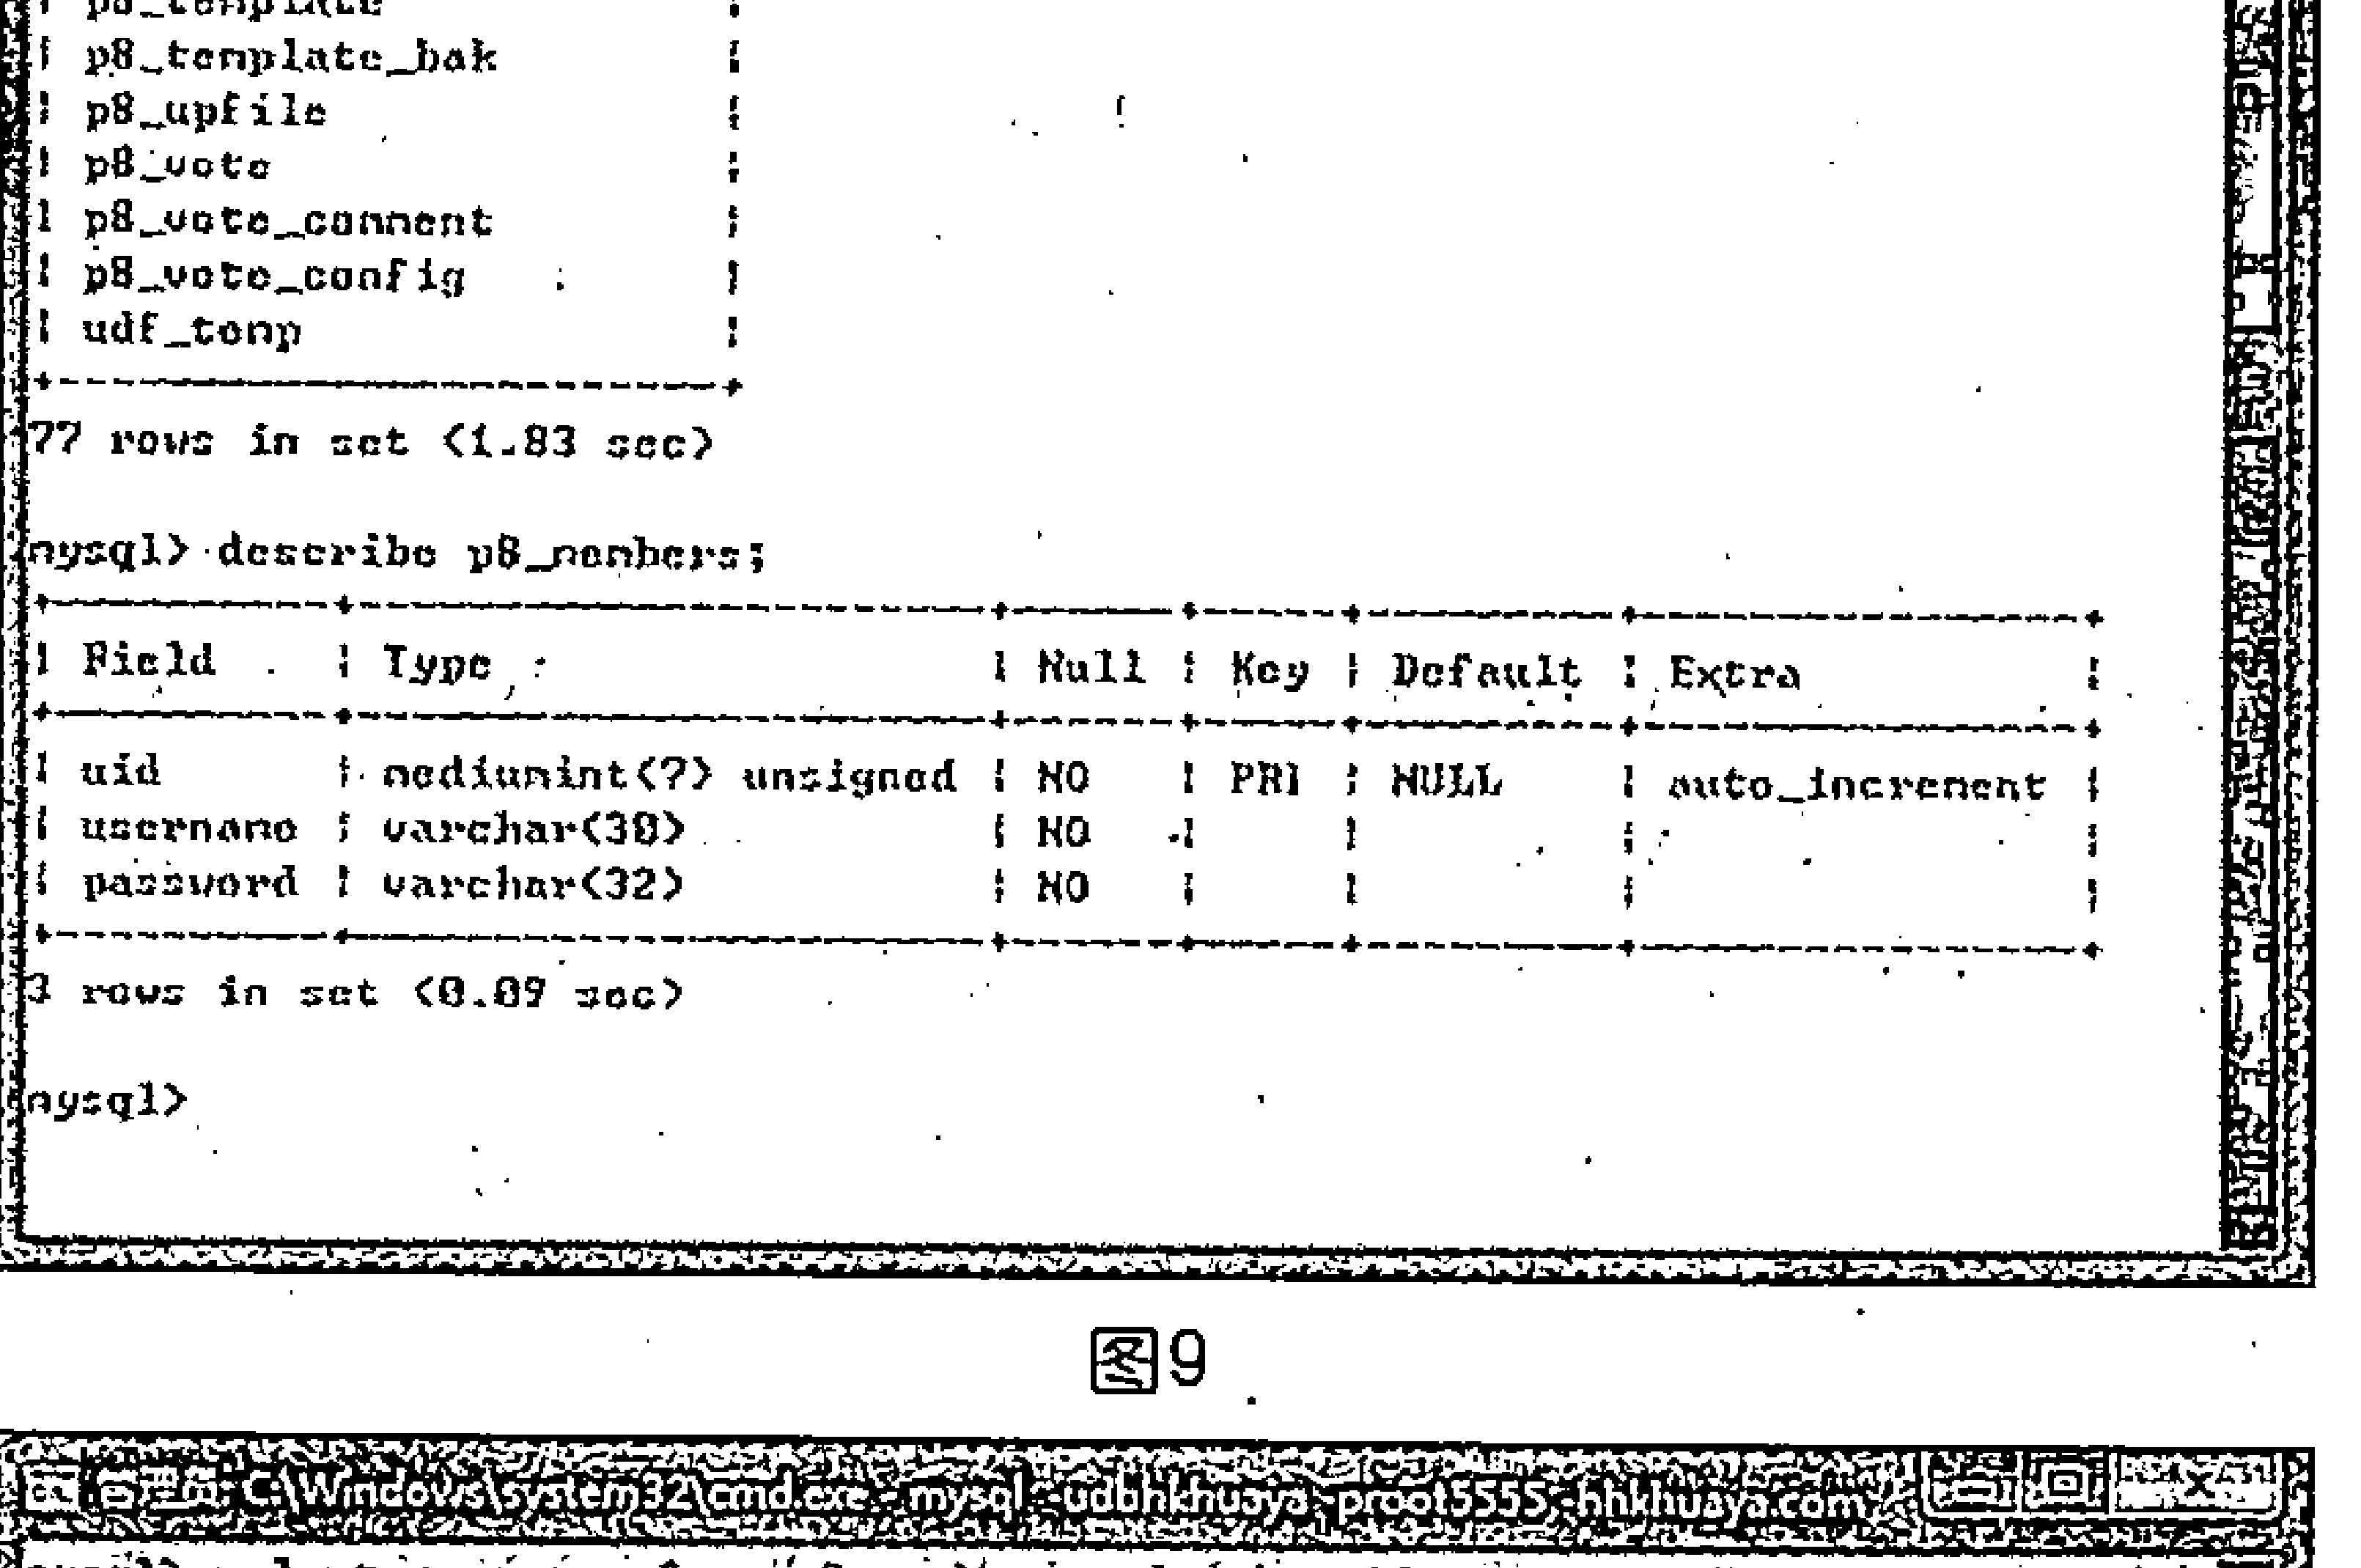 | p8_template |
| p8_template_bak |
| p8_upfile |
| p8_vote |
| p8_vote_comment |
| p8_vote_config |
| udf_temp |
+--------------------------+
77 rows in set (1.83 sec)
mysql> describe p8_members;
+----------+-----------------------+------+-----+---------+----------------+
| Field | Type | Null | Key | Default | Extra |
+----------+-----------------------+------+-----+---------+----------------+
| uid | mediumint(7) unsigned | NO | PRI | NULL | auto_increment |
| username | varchar(30) | NO | | | |
| password | varchar(32) | NO | | | |
+----------+-----------------------+------+-----+---------+----------------+
3 rows in set (0.09 sec)
mysql>
图9
C:\Windows\system32\cmd.exe - mysql